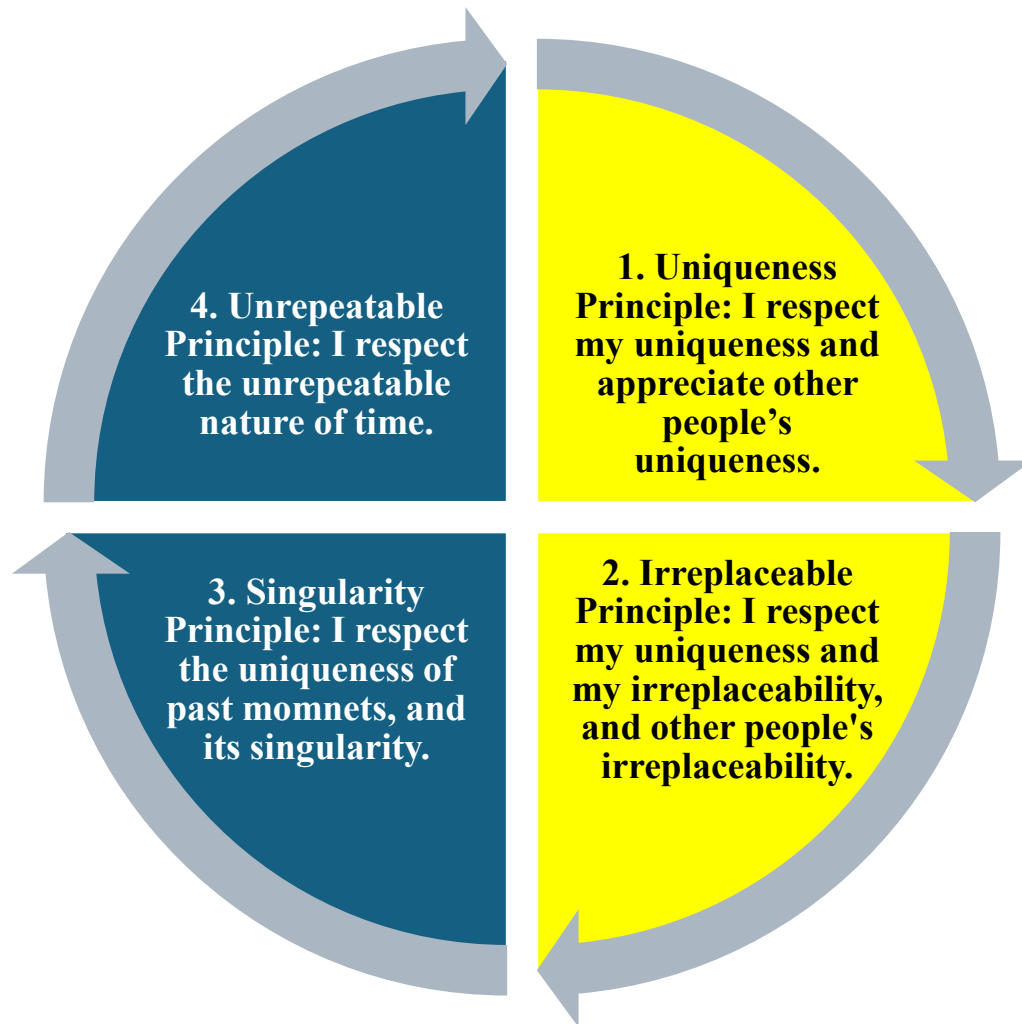 1. Uniqueness
Principle: I respect
my uniqueness and
appreciate other
people’s
uniqueness.
2. Irreplaceable
Principle: I respect
my uniqueness and
my irreplaceability,
and other people's
irreplaceability.
3. Singularity
Principle: I respect
the uniqueness of
past momnets, and
its singularity.
4. Unrepeatable
Principle: I respect
the unrepeatable
nature of time.